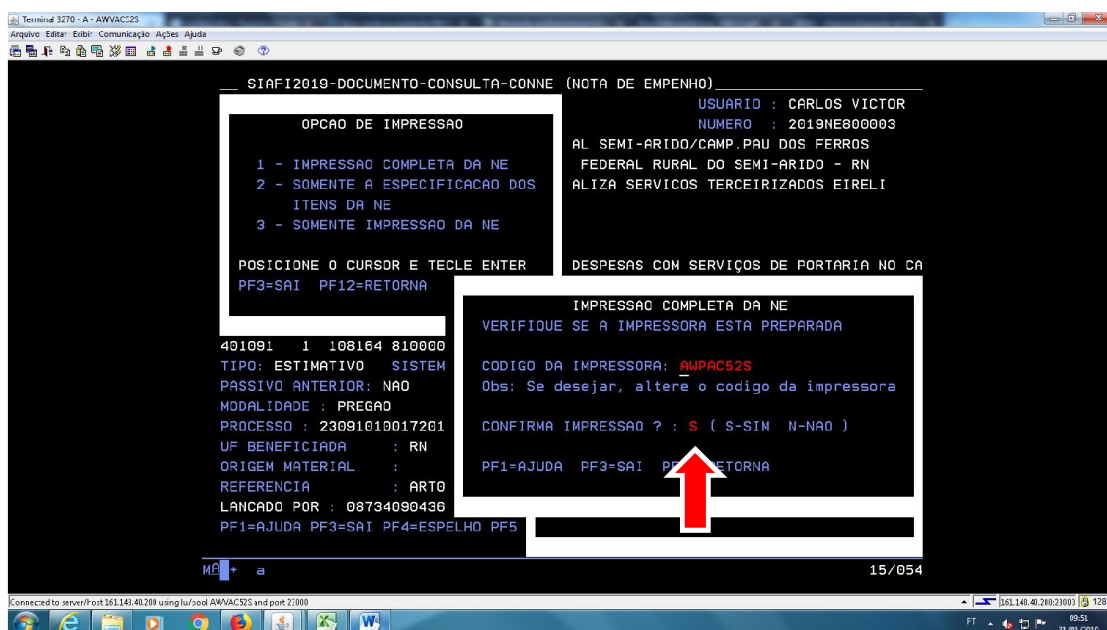 Terminal 3270 - A - AWVAC52S
Arquivo Editar Exibir Comunicação Ações Ajuda
__ SIAFI2019-DOCUMENTO-CONSULTA-CONNE (NOTA DE EMPENHO)
USUARIO : CARLOS VICTOR
NUMERO : 2019NE800003
OPCAO DE IMPRESSAO
1 - IMPRESSAO COMPLETA DA NE
2 - SOMENTE A ESPECIFICACAO DOS
ITENS DA NE
3 - SOMENTE IMPRESSAO DA NE
POSICIONE O CURSOR E TECLE ENTER
PF3=SAI PF12=RETORNA
AL SEMI-ARIDO/CAMP.PAU DOS FERROS
FEDERAL RURAL DO SEMI-ARIDO - RN
ALIZA SERVICOS TERCEIRIZADOS EIRELI
DESPESAS COM SERVIÇOS DE PORTARIA NO CA
IMPRESSAO COMPLETA DA NE
VERIFIQUE SE A IMPRESSORA ESTA PREPARADA
CODIGO DA IMPRESSORA: AWPAC52S
Obs: Se desejar, altere o codigo da impressora
CONFIRMA IMPRESSAO ? : S ( S-SIM N-NAO )
PF1=AJUDA PF3=SAI ETORNA
401091 1 108164 810000
TIPO: ESTIMATIVO SISTEM
PASSIVO ANTERIOR: NAO
MODALIDADE : PREGAO
PROCESSO : 23091010017201
UF BENEFICIADA : RN
ORIGEM MATERIAL :
REFERENCIA : ARTO
LANCADO POR : 08734090436
PF1=AJUDA PF3=SAI PF4=ESPELHO PF5
MA + a
15/054
Connected to server/host 161.148.40.200 using lu/pool AWVAC52S and port 23000
161.148.40.200:23000
128
PT
09:51
31/01/2019